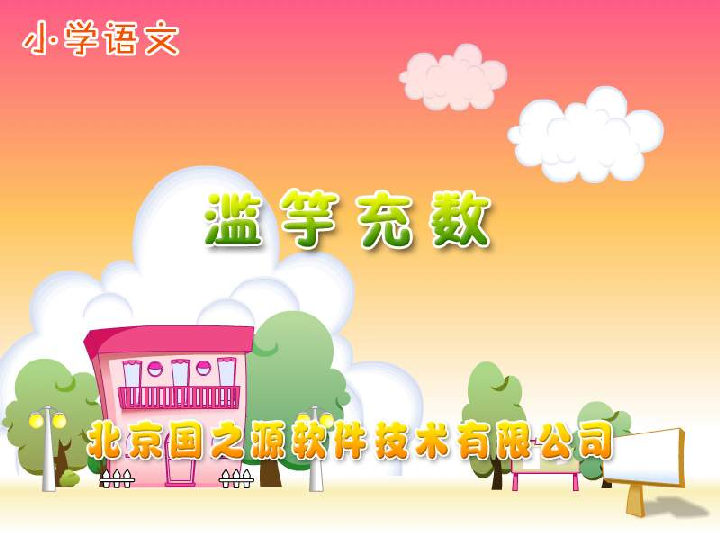 小学语文
滥竽充数
北京国之源软件技术有限公司